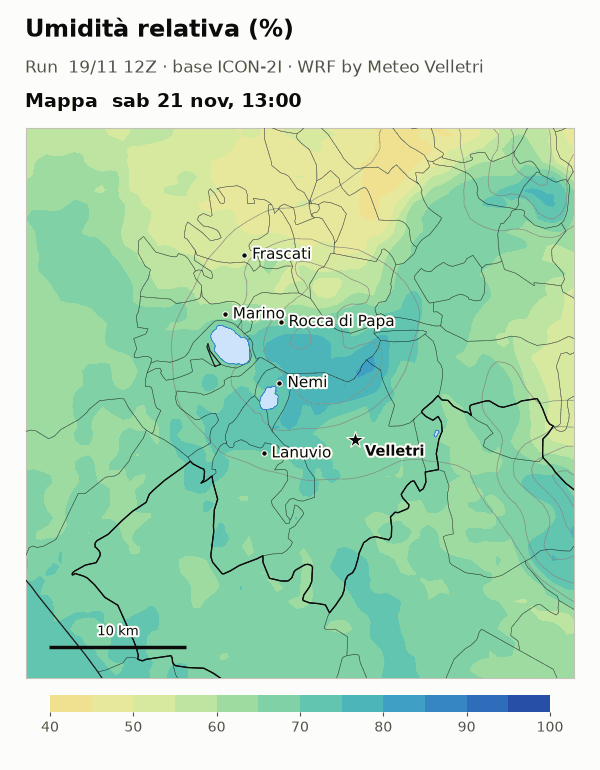 Umidità relativa (%)
Run 19/11 12Z · base ICON-2I · WRF by Meteo Velletri
Mappa sab 21 nov, 13:00
Frascati
Marino
Rocca di Papa
Nemi
Velletri
Lanuvio
10 km
40 50 60 70 80 90 100